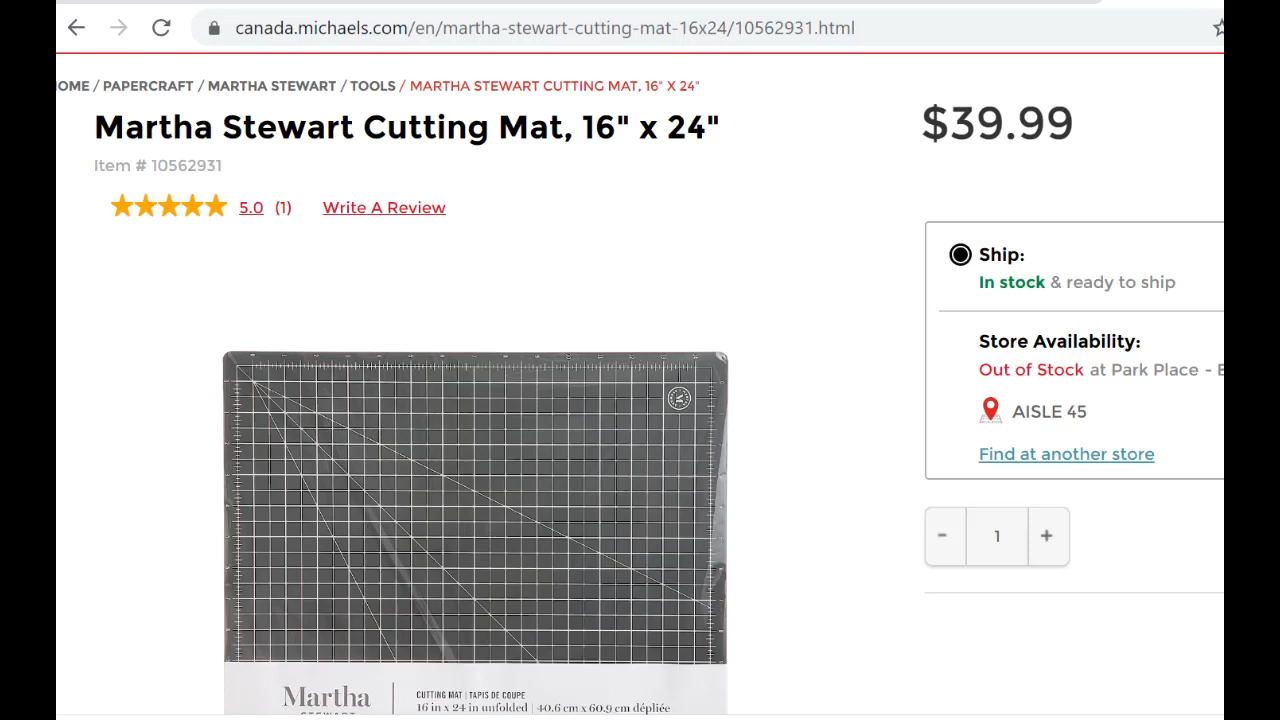 canada.michaels.com/en/martha-stewart-cutting-mat-16x24/10562931.html
OME / PAPERCRAFT / MARTHA STEWART / TOOLS / MARTHA STEWART CUTTING MAT, 16" X 24"
Martha Stewart Cutting Mat, 16" x 24"
$39.99
Item # 10562931
5.0 (1) Write A Review
Ship:
In stock & ready to ship
Store Availability:
Out of Stock at Park Place -
AISLE 45
Find at another store
- 1 +
Martha
STEWART
CUTTING MAT | TAPIS DE COUPE
16 in x 24 in unfolded | 40.6 cm x 60.9 cm dépliée